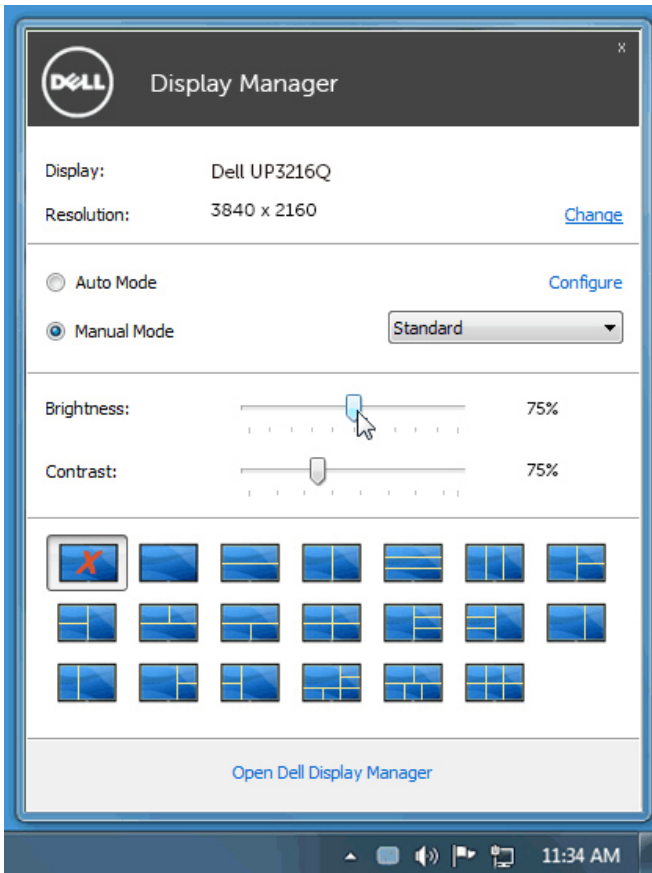 x
DELL
Display Manager
Display: Dell UP3216Q
Resolution: 3840 x 2160 Change
Auto Mode Configure
Manual Mode Standard
Brightness: 75%
Contrast: 75%
X
Open Dell Display Manager
11:34 AM